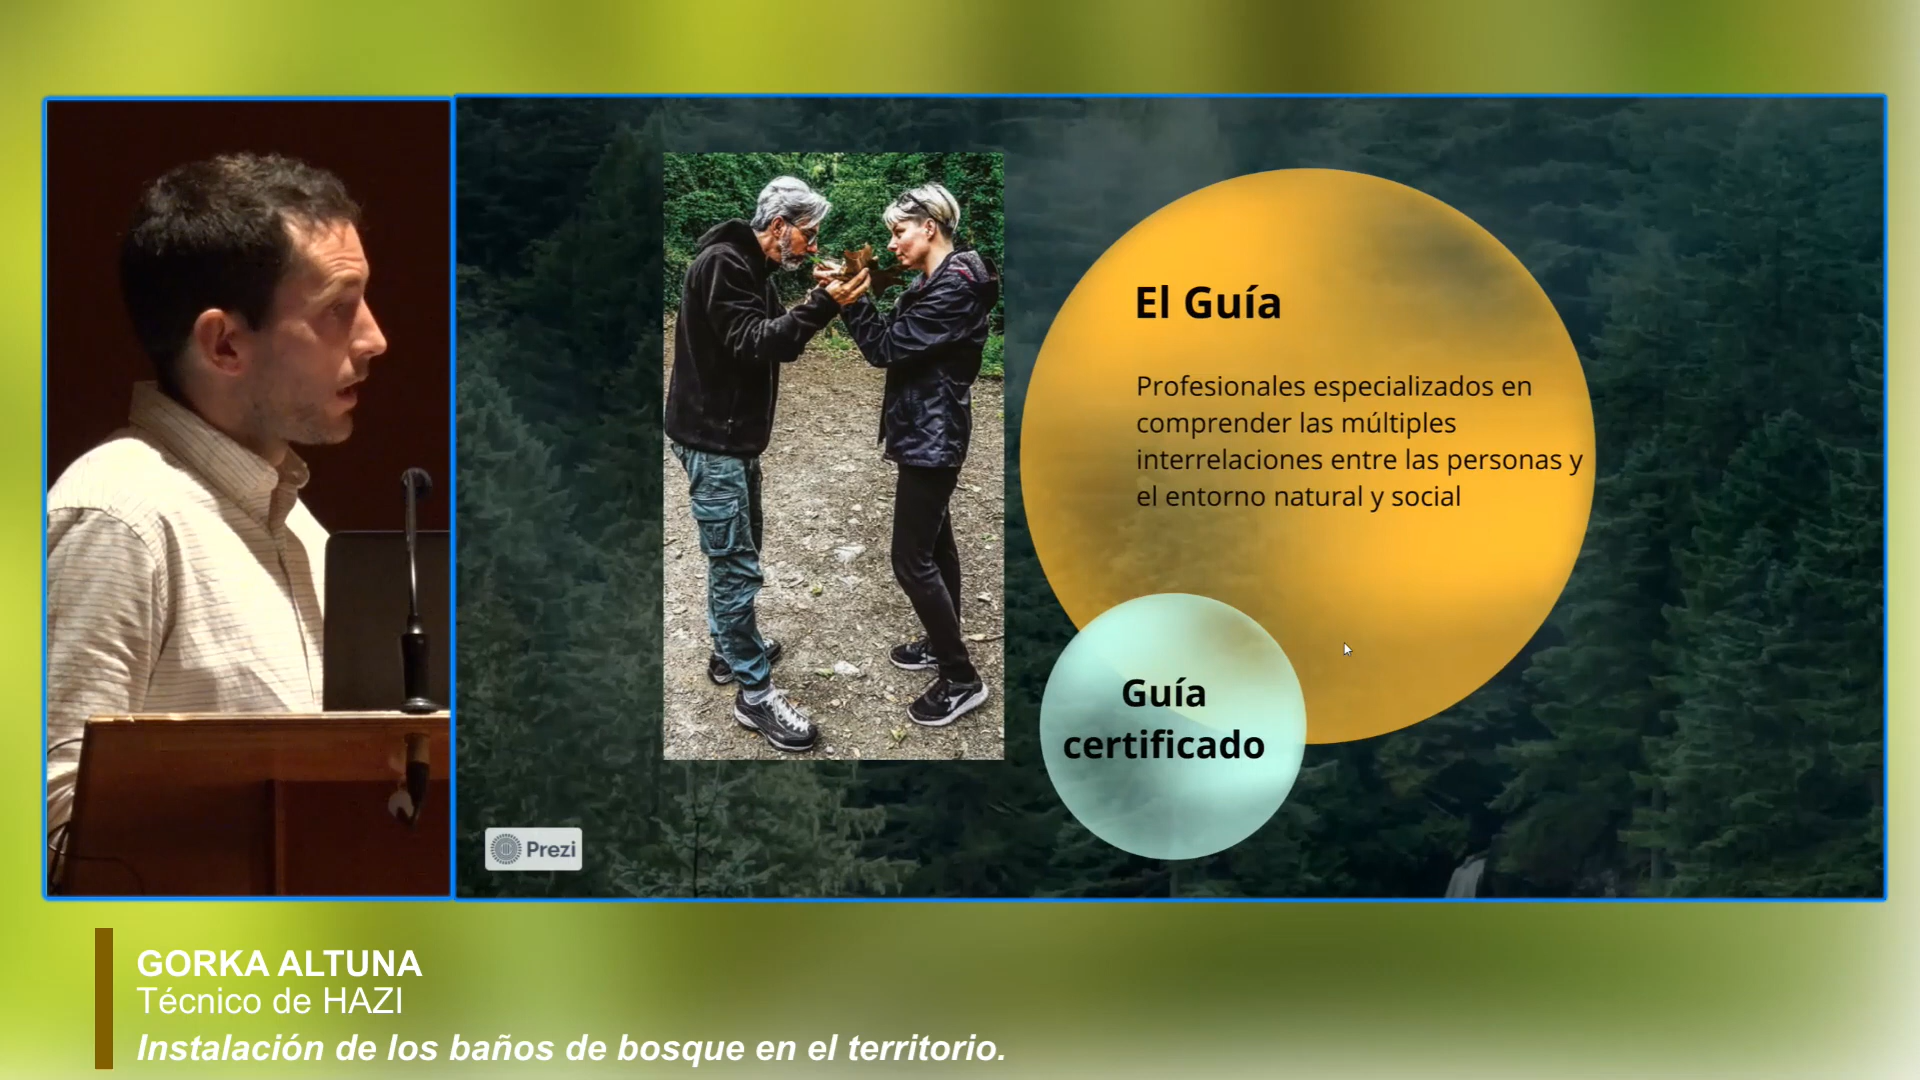 El Guía
Profesionales especializados en
comprender las múltiples
interrelaciones entre las personas y
el entorno natural y social
Guía
certificado
Prezi
GORKA ALTUNA
Técnico de HAZI
Instalación de los baños de bosque en el territorio.